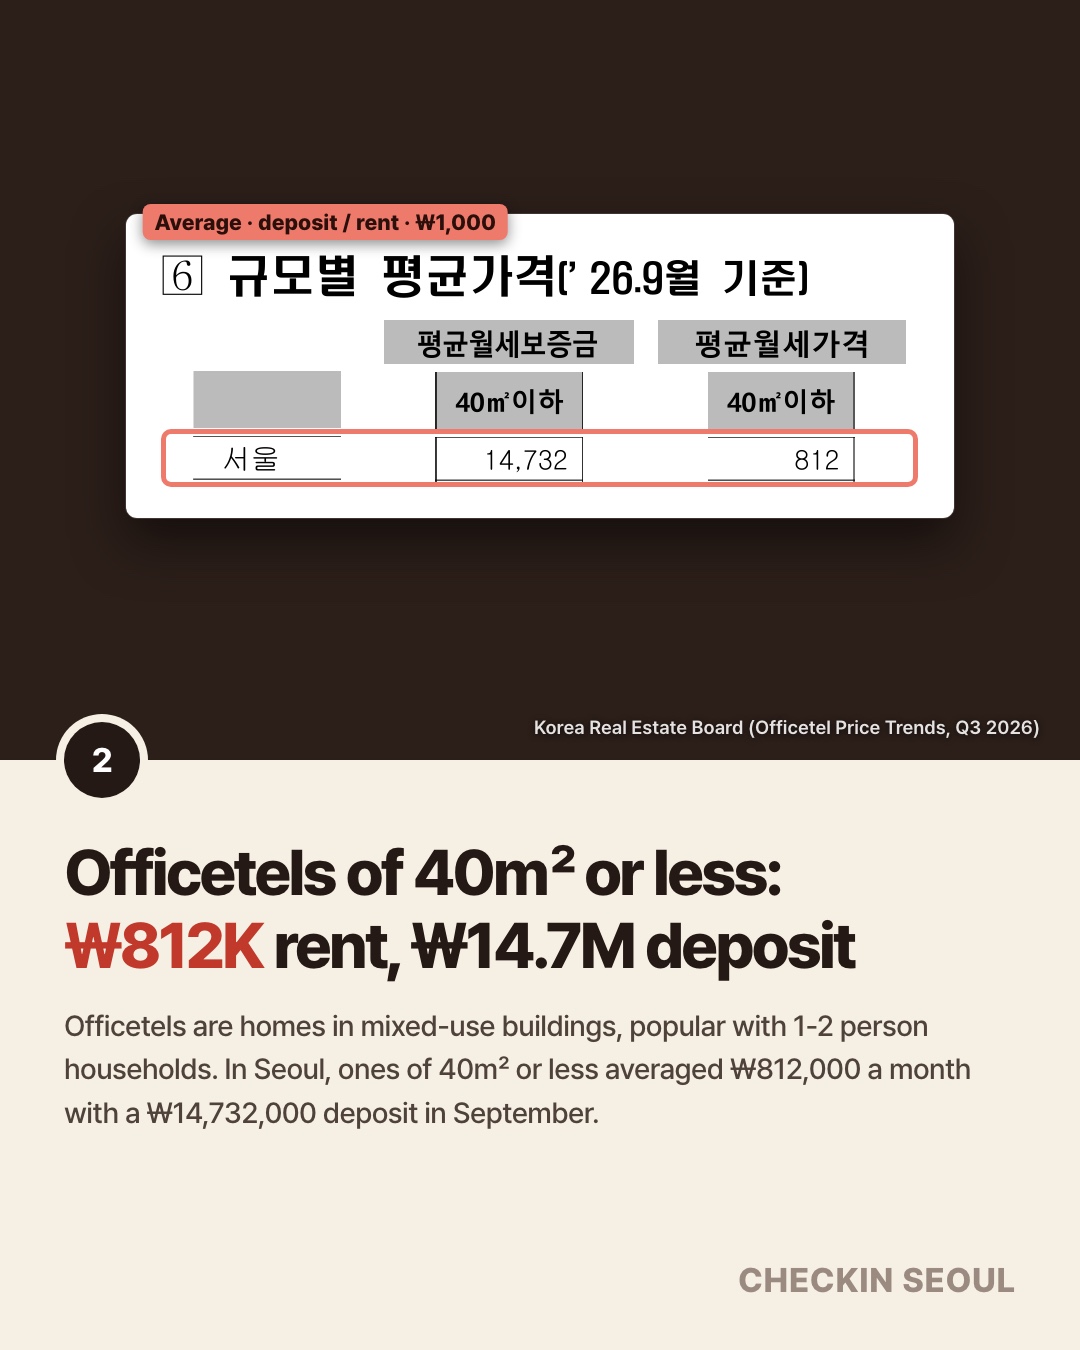 Average · deposit / rent · ₩1,000
6 규모별 평균가격(’26.9월 기준)
평균월세보증금 평균월세가격
40㎡이하 40㎡이하
서울 14,732 812
Korea Real Estate Board (Officetel Price Trends, Q3 2026)
2
Officetels of 40m² or less:
₩812K rent, ₩14.7M deposit
Officetels are homes in mixed-use buildings, popular with 1-2 person
households. In Seoul, ones of 40m² or less averaged ₩812,000 a month
with a ₩14,732,000 deposit in September.
CHECKIN SEOUL